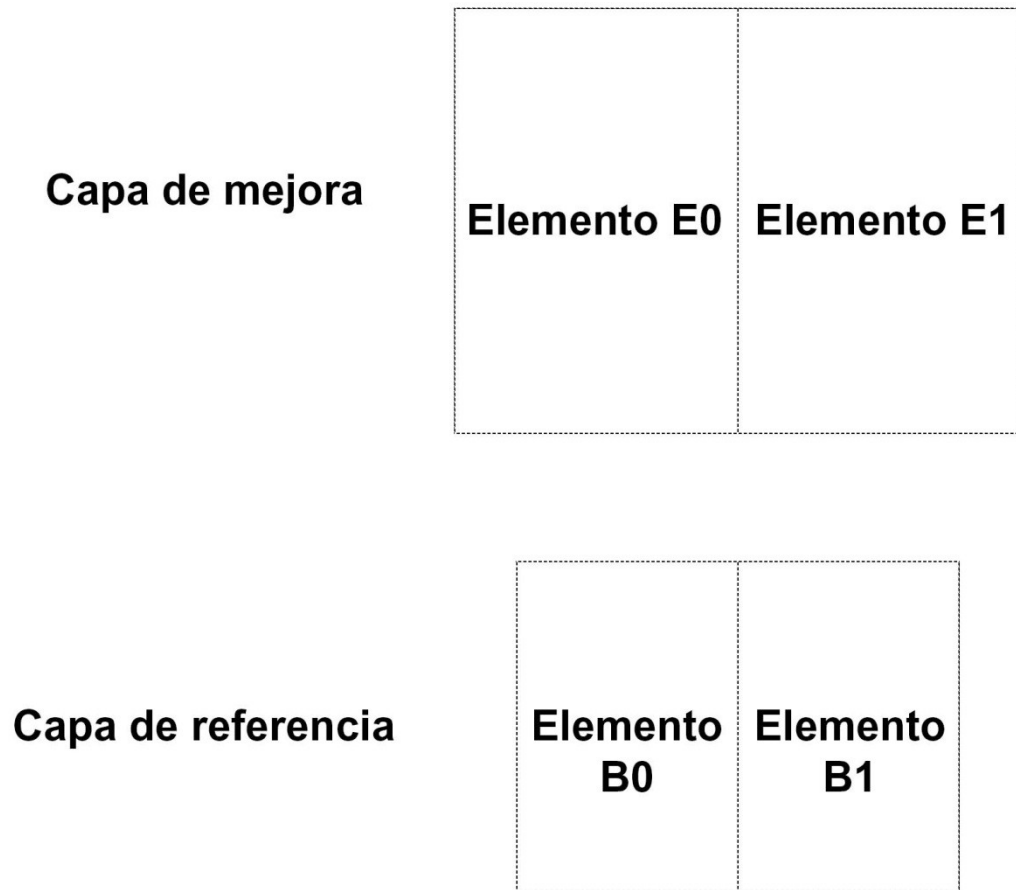 Capa de mejora
Elemento E0
Elemento E1
Capa de referencia
Elemento
B0
Elemento
B1